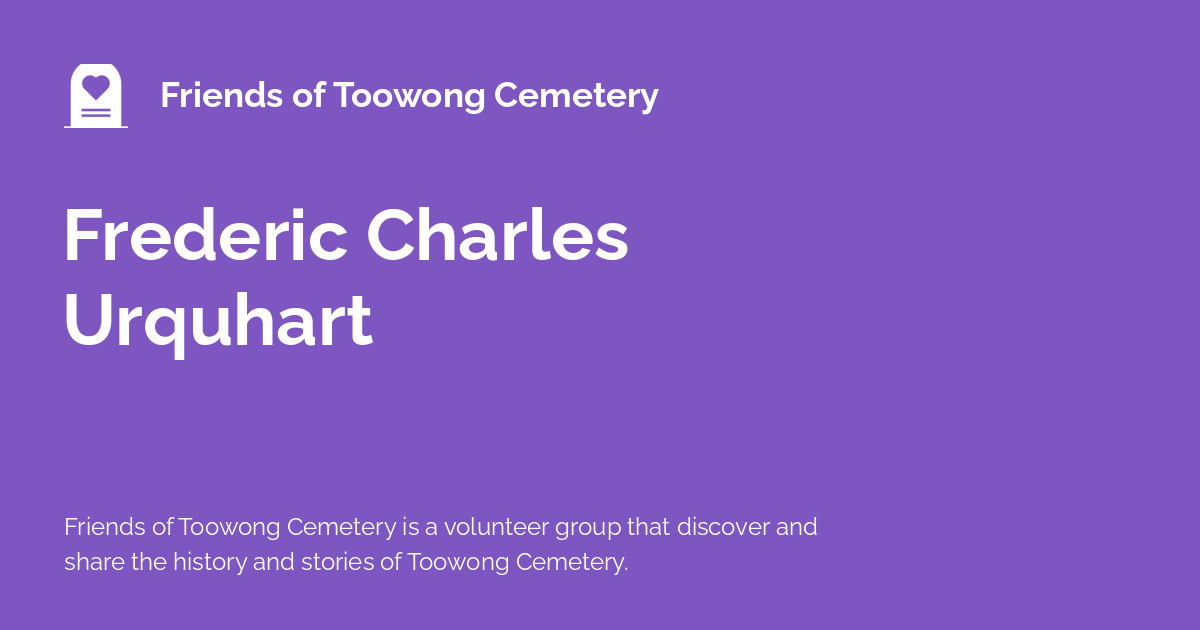 Friends of Toowong Cemetery
Frederic Charles
Urquhart
Friends of Toowong Cemetery is a volunteer group that discover and
share the history and stories of Toowong Cemetery.